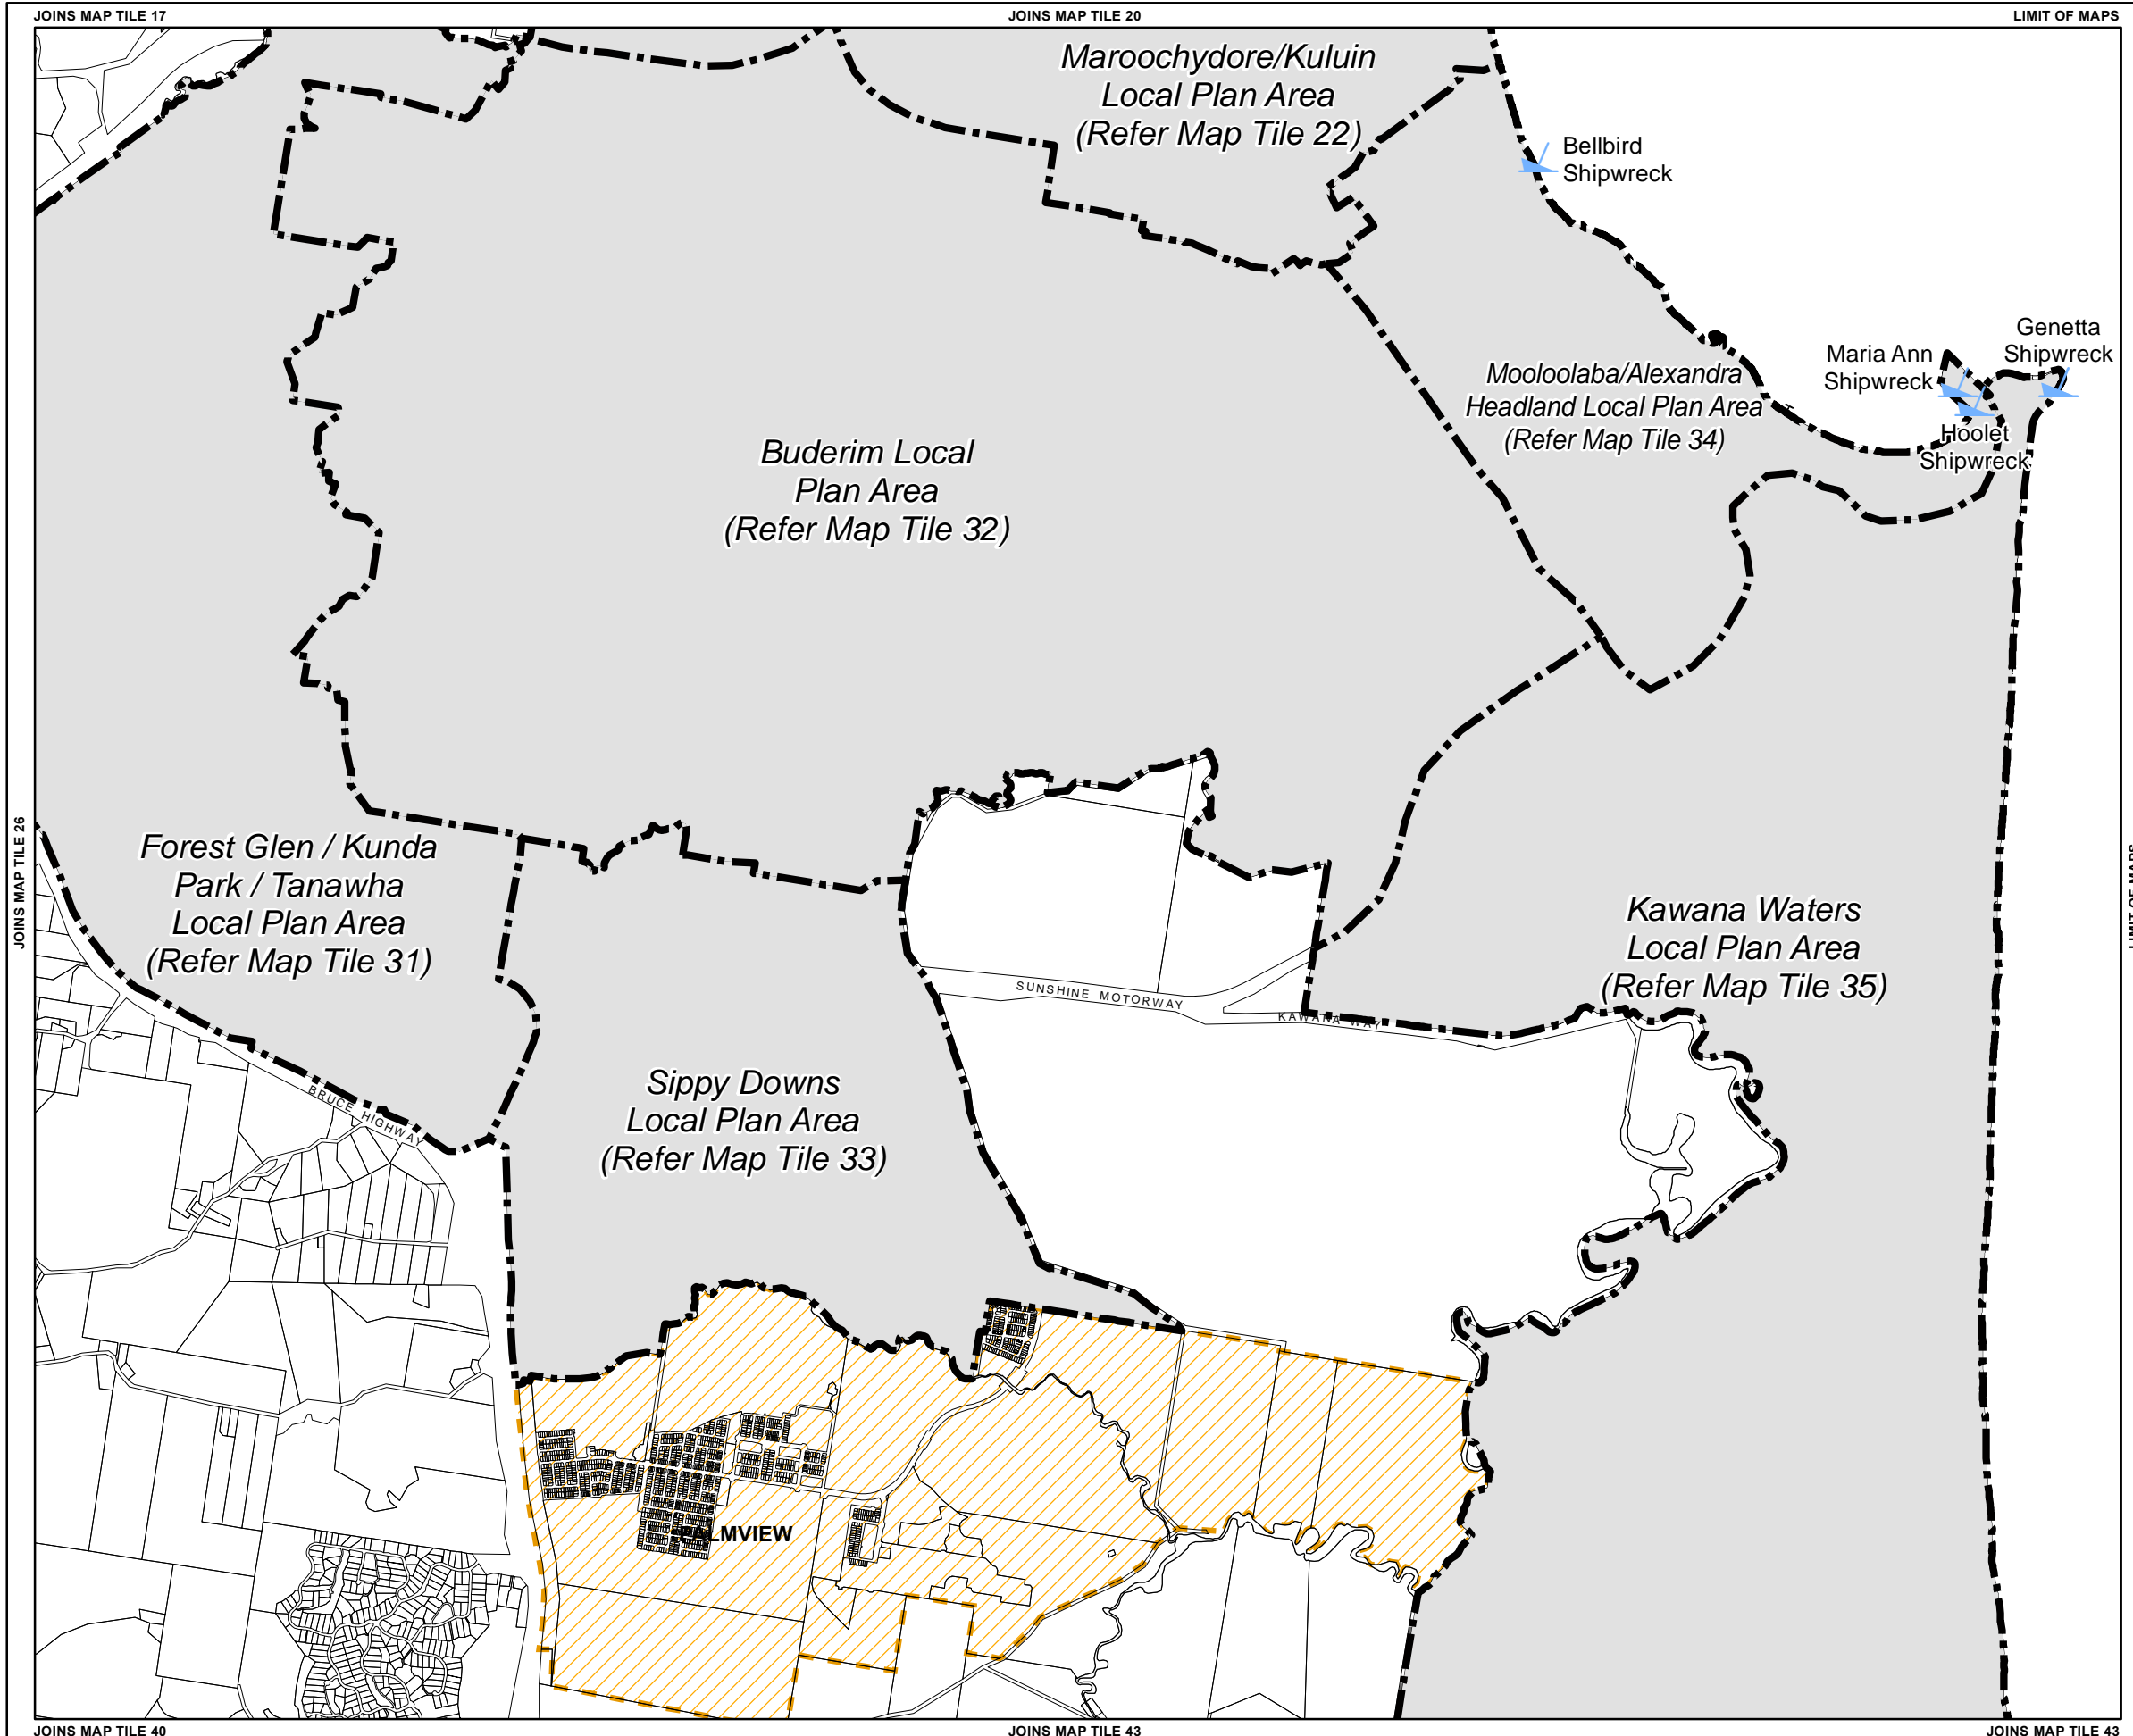 JOINS MAP TILE 17
JOINS MAP TILE 20
LIMIT OF MAPS
Maroochydore/Kuluin
Local Plan Area
(Refer Map Tile 22)
Bellbird
Shipwreck
Genetta
Shipwreck
Maria Ann
Shipwreck
Mooloolaba/Alexandra
Headland Local Plan Area
(Refer Map Tile 34)
Hoolet
Shipwreck
Buderim Local
Plan Area
(Refer Map Tile 32)
JOINS MAP TILE 26
Forest Glen / Kunda
Park / Tanawha
Local Plan Area
(Refer Map Tile 31)
LIMIT OF MAPS
Kawana Waters
Local Plan Area
(Refer Map Tile 35)
SUNSHINE MOTORWAY
KAWANA WAY
Sippy Downs
Local Plan Area
(Refer Map Tile 33)
BRUCE HIGHWAY
PALMVIEW
JOINS MAP TILE 40
JOINS MAP TILE 43
JOINS MAP TILE 43